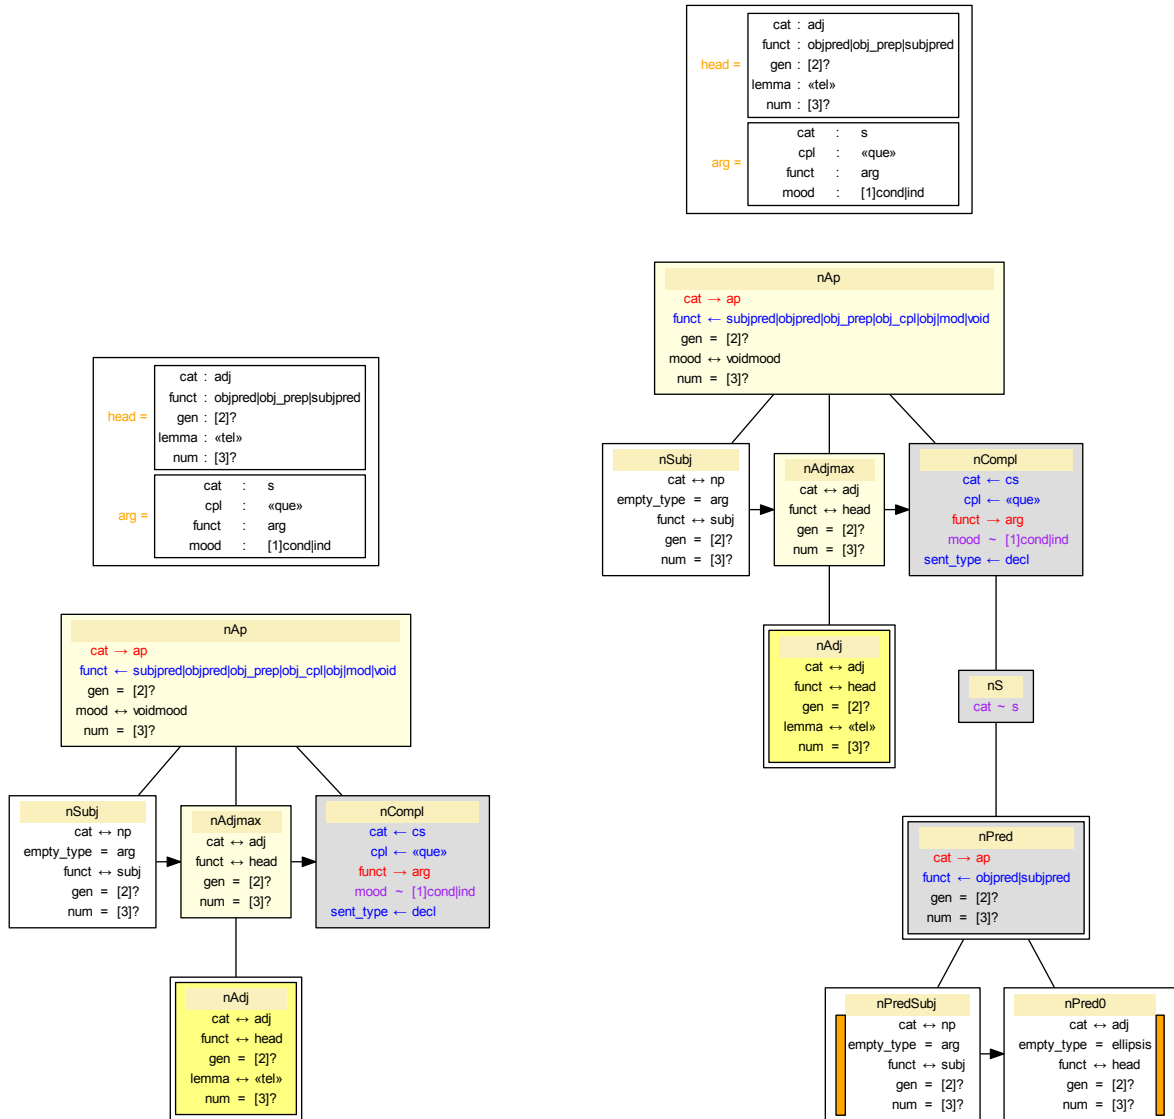 head =
cat : adj
funct : objpred|obj_prep|subjpred
gen : [2]?
lemma : «tel»
num : [3]?
arg =
cat : s
cpl : «que»
funct : arg
mood : [1]cond|ind
nAp
cat → ap
funct ← subjpred|objpred|obj_prep|obj_cpl|obj|mod|void
gen = [2]?
mood ↔ voidmood
num = [3]?
nSubj
cat ↔ np
empty_type = arg
funct ↔ subj
gen = [2]?
num = [3]?
nAdjmax
cat ↔ adj
funct ↔ head
gen = [2]?
num = [3]?
nCompl
cat ← cs
cpl ← «que»
funct → arg
mood ~ [1]cond|ind
sent_type ← decl
nAdj
cat ↔ adj
funct ↔ head
gen = [2]?
lemma ↔ «tel»
num = [3]?
head =
cat : adj
funct : objpred|obj_prep|subjpred
gen : [2]?
lemma : «tel»
num : [3]?
arg =
cat : s
cpl : «que»
funct : arg
mood : [1]cond|ind
nAp
cat → ap
funct ← subjpred|objpred|obj_prep|obj_cpl|obj|mod|void
gen = [2]?
mood ↔ voidmood
num = [3]?
nSubj
cat ↔ np
empty_type = arg
funct ↔ subj
gen = [2]?
num = [3]?
nAdjmax
cat ↔ adj
funct ↔ head
gen = [2]?
num = [3]?
nCompl
cat ← cs
cpl ← «que»
funct → arg
mood ~ [1]cond|ind
sent_type ← decl
nAdj
cat ↔ adj
funct ↔ head
gen = [2]?
lemma ↔ «tel»
num = [3]?
nS
cat ~ s
nPred
cat → ap
funct ← objpred|subjpred
gen = [2]?
num = [3]?
nPredSubj
cat ↔ np
empty_type = arg
funct ↔ subj
gen = [2]?
num = [3]?
nPred0
cat ↔ adj
empty_type = ellipsis
funct ↔ head
gen = [2]?
num = [3]?